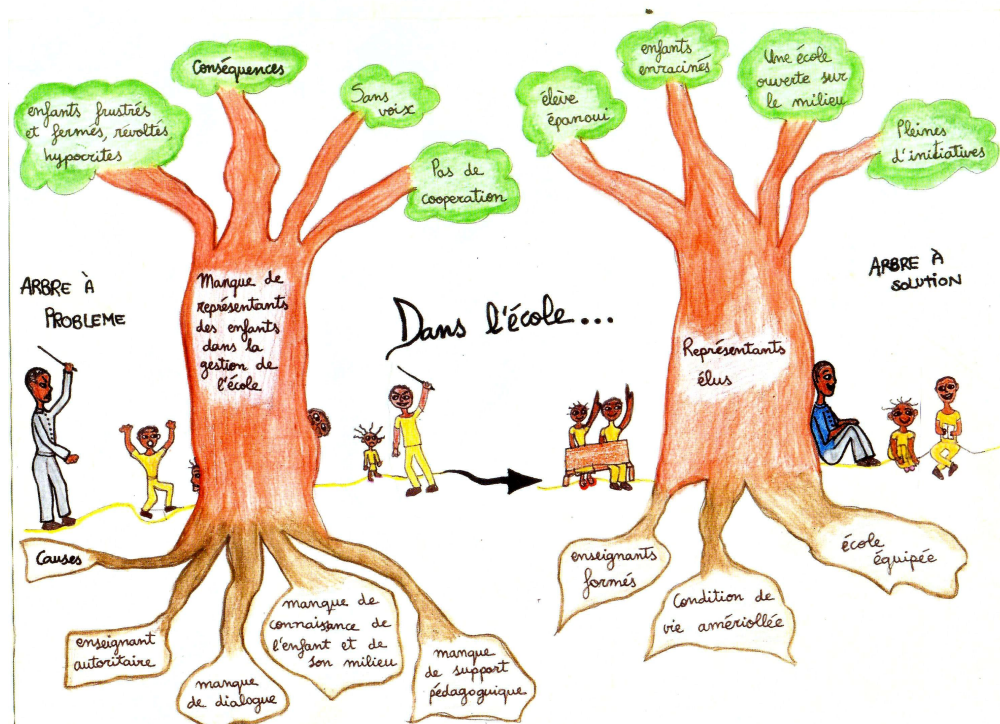 Conséquences
enfants frustrés
et fermés, révoltés,
hypocrites
Sans
voix
Pas de
cooperation
ARBRE À
PROBLEME
Manque de
représentants
des enfants
dans la
gestion de
l'école
Causes
enseignant
autoritaire
manque
de dialogue
manque de
connaissance de
l'enfant et de
son milieu
manque
de support
pédagoguique
Dans l'école...
élève
épanoui
enfants
enracinés
Une école
ouverte sur
le milieu
Pleines
d'initiatives
ARBRE À
SOLUTION
Représentants
élus
enseignants
formés
Condition de
vie amériollée
école
équipée